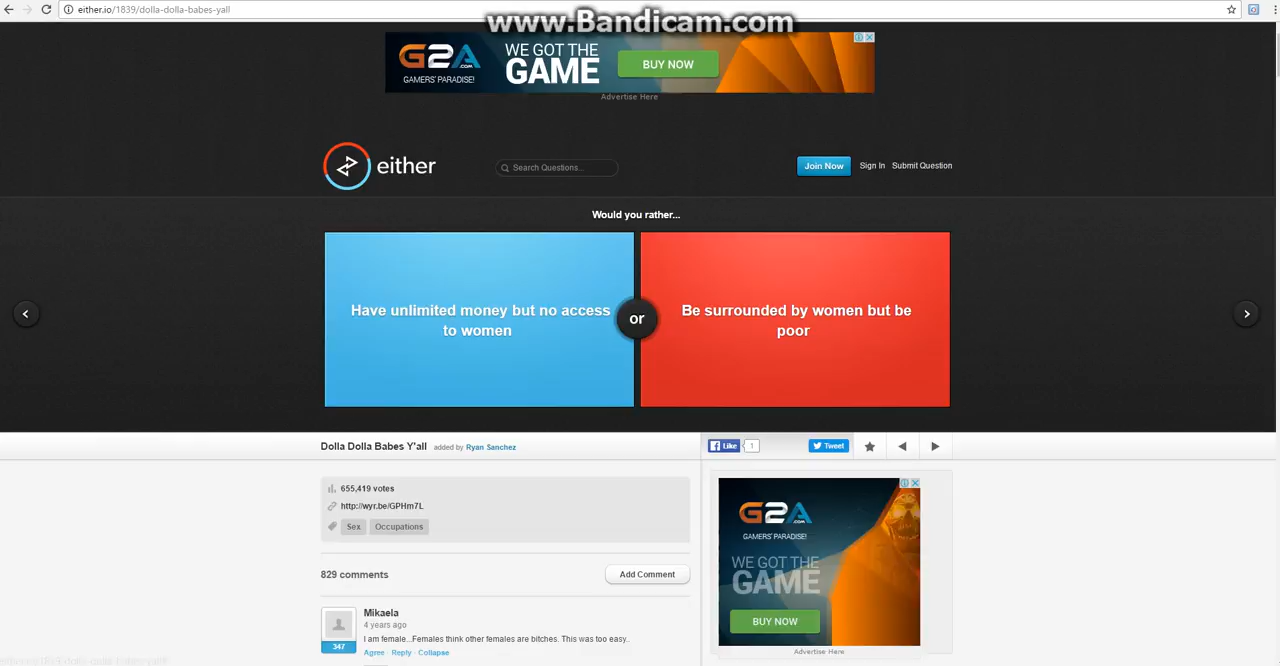 either.io/1839/dolla-dolla-babes-yall
www.Bandicam.com
G2A.COM
GAMERS' PARADISE!
WE GOT THE
GAME
BUY NOW
Advertise Here
either
Search Questions...
Join Now
Sign In
Submit Question
Would you rather...
Have unlimited money but no access
to women
or
Be surrounded by women but be
poor
Dolla Dolla Babes Y'all added by Ryan Sanchez
Like
1
Tweet
655,419 votes
http://wyr.be/GPHm7L
Sex
Occupations
829 comments
Add Comment
Mikaela
4 years ago
I am female...Females think other females are bitches. This was too easy..
347
Agree · Reply · Collapse
G2A.COM
GAMERS' PARADISE!
WE GOT THE
GAME
BUY NOW
Advertise Here